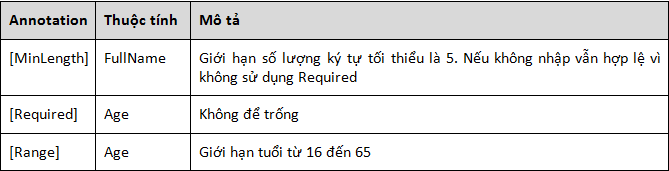 Annotation Thuộc tính Mô tả
[MinLength] FullName Giới hạn số lượng ký tự tối thiểu là 5. Nếu không nhập vẫn hợp lệ vì
không sử dụng Required
[Required] Age Không để trống
[Range] Age Giới hạn tuổi từ 16 đến 65